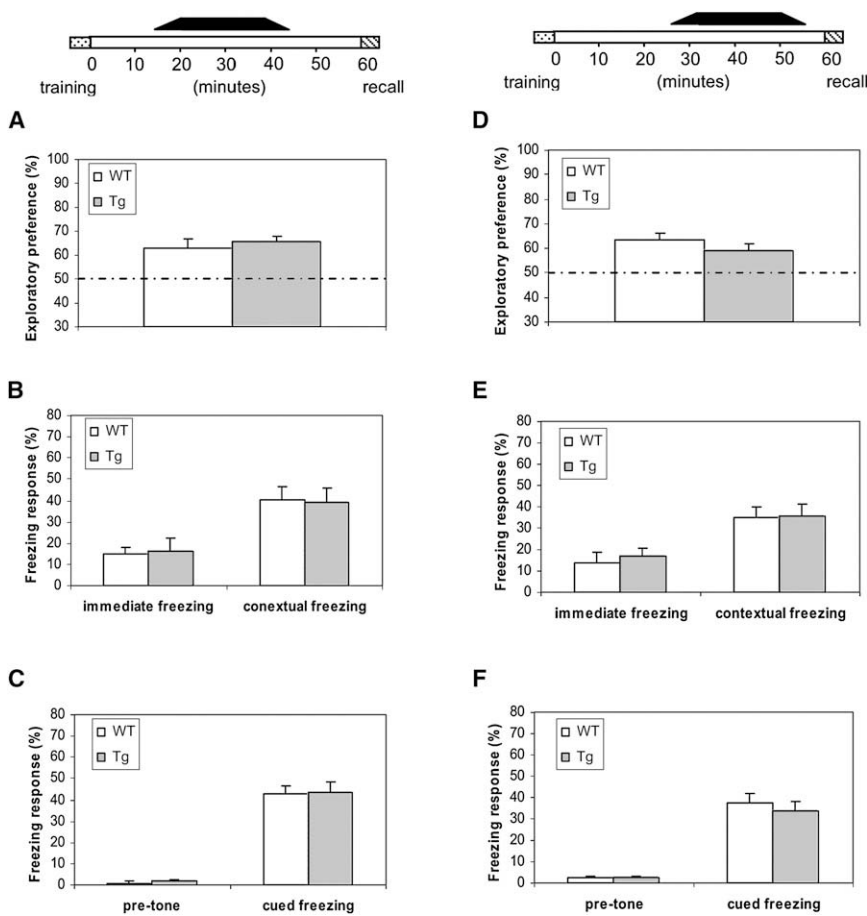 0 10 20 30 40 50 60
training (minutes) recall
0 10 20 30 40 50 60
training (minutes) recall
A
Exploratory preference (%)
100
90
80
70
60
50
40
30
WT
Tg
D
Exploratory preference (%)
100
90
80
70
60
50
40
30
WT
Tg
B
Freezing response (%)
80
70
60
50
40
30
20
10
0
WT
Tg
immediate freezing conextual freezing
E
Freezing response (%)
80
70
60
50
40
30
20
10
0
WT
Tg
immediate freezing contextual freezing
C
Freezing response (%)
80
70
60
50
40
30
20
10
0
WT
Tg
pre-tone cued freezing
F
Freezing response (%)
80
70
60
50
40
30
20
10
0
WT
Tg
pre-tone cued freezing